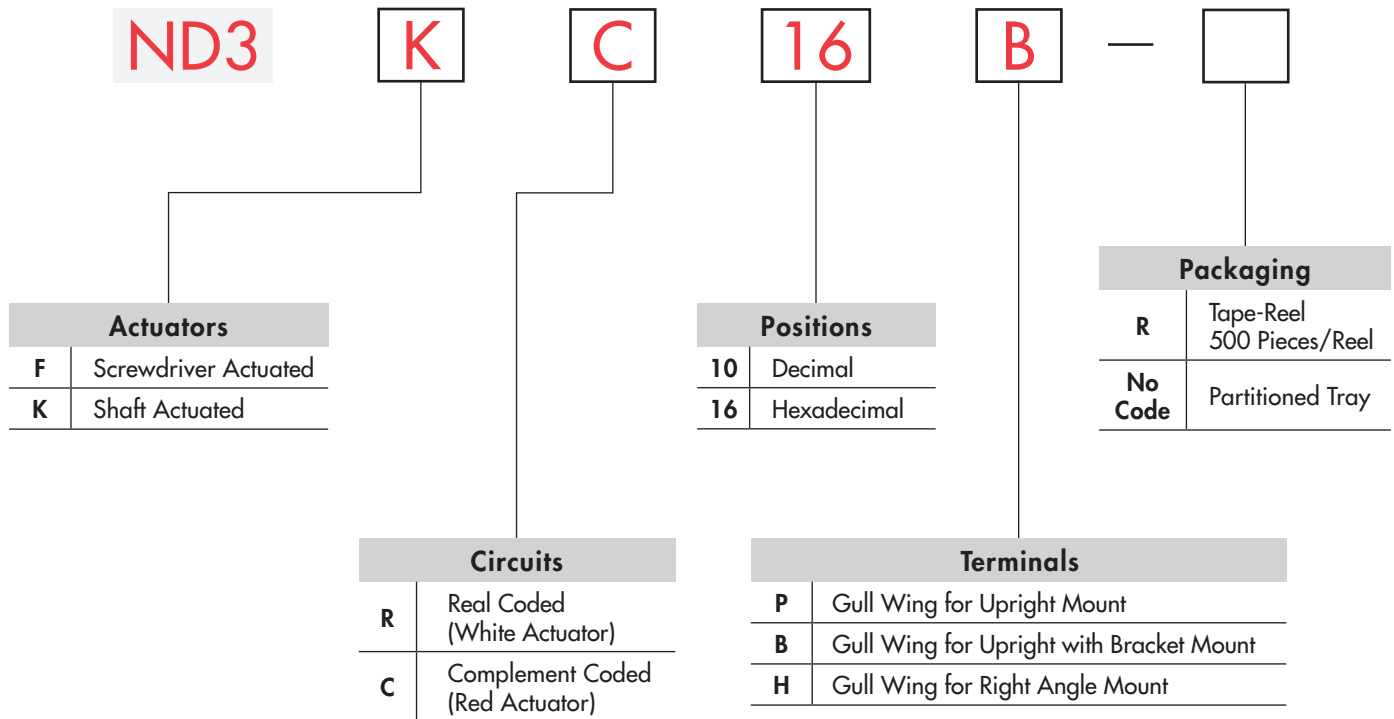 ND3 K C 16 B —
Packaging
R Tape-Reel
500 Pieces/Reel
No
Code Partitioned Tray
Actuators
F Screwdriver Actuated
K Shaft Actuated
Positions
10 Decimal
16 Hexadecimal
Circuits
R Real Coded
(White Actuator)
C Complement Coded
(Red Actuator)
Terminals
P Gull Wing for Upright Mount
B Gull Wing for Upright with Bracket Mount
H Gull Wing for Right Angle Mount